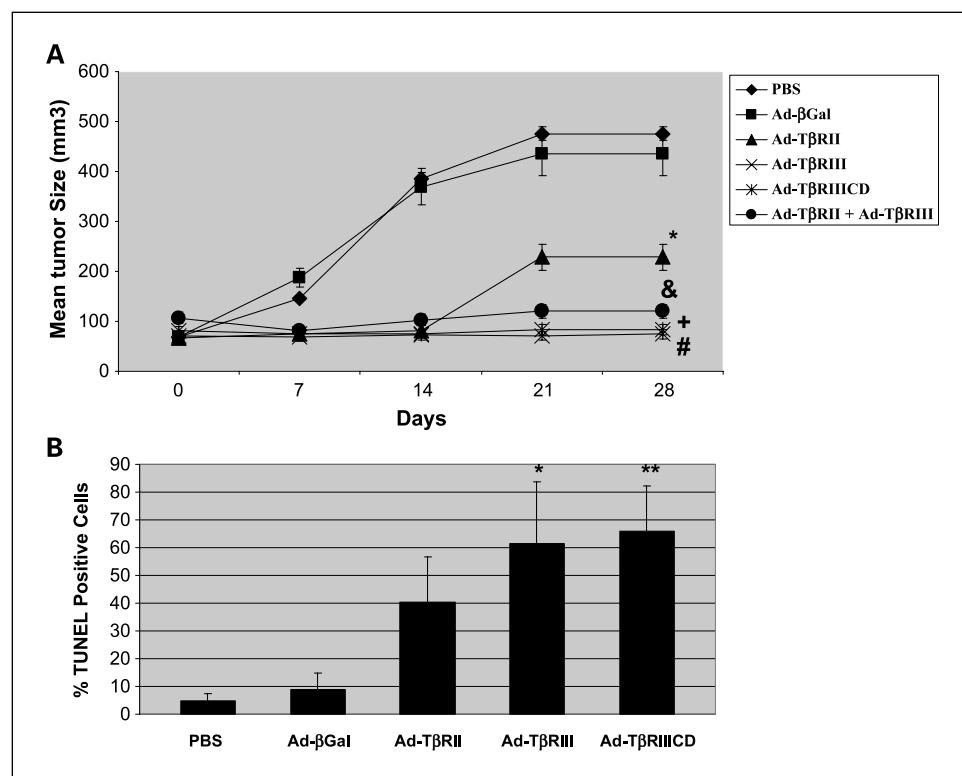 A
Mean tumor Size (mm3)
600
500
400
300
200
100
0
0 7 14 21 28
Days
*
&
+
#
PBS
Ad-βGal
Ad-TβRII
Ad-TβRIII
Ad-TβRIIICD
Ad-TβRII + Ad-TβRIII
B
% TUNEL Positive Cells
90
80
70
60
50
40
30
20
10
0
* **
PBS Ad-βGal Ad-TβRII Ad-TβRIII Ad-TβRIIICD